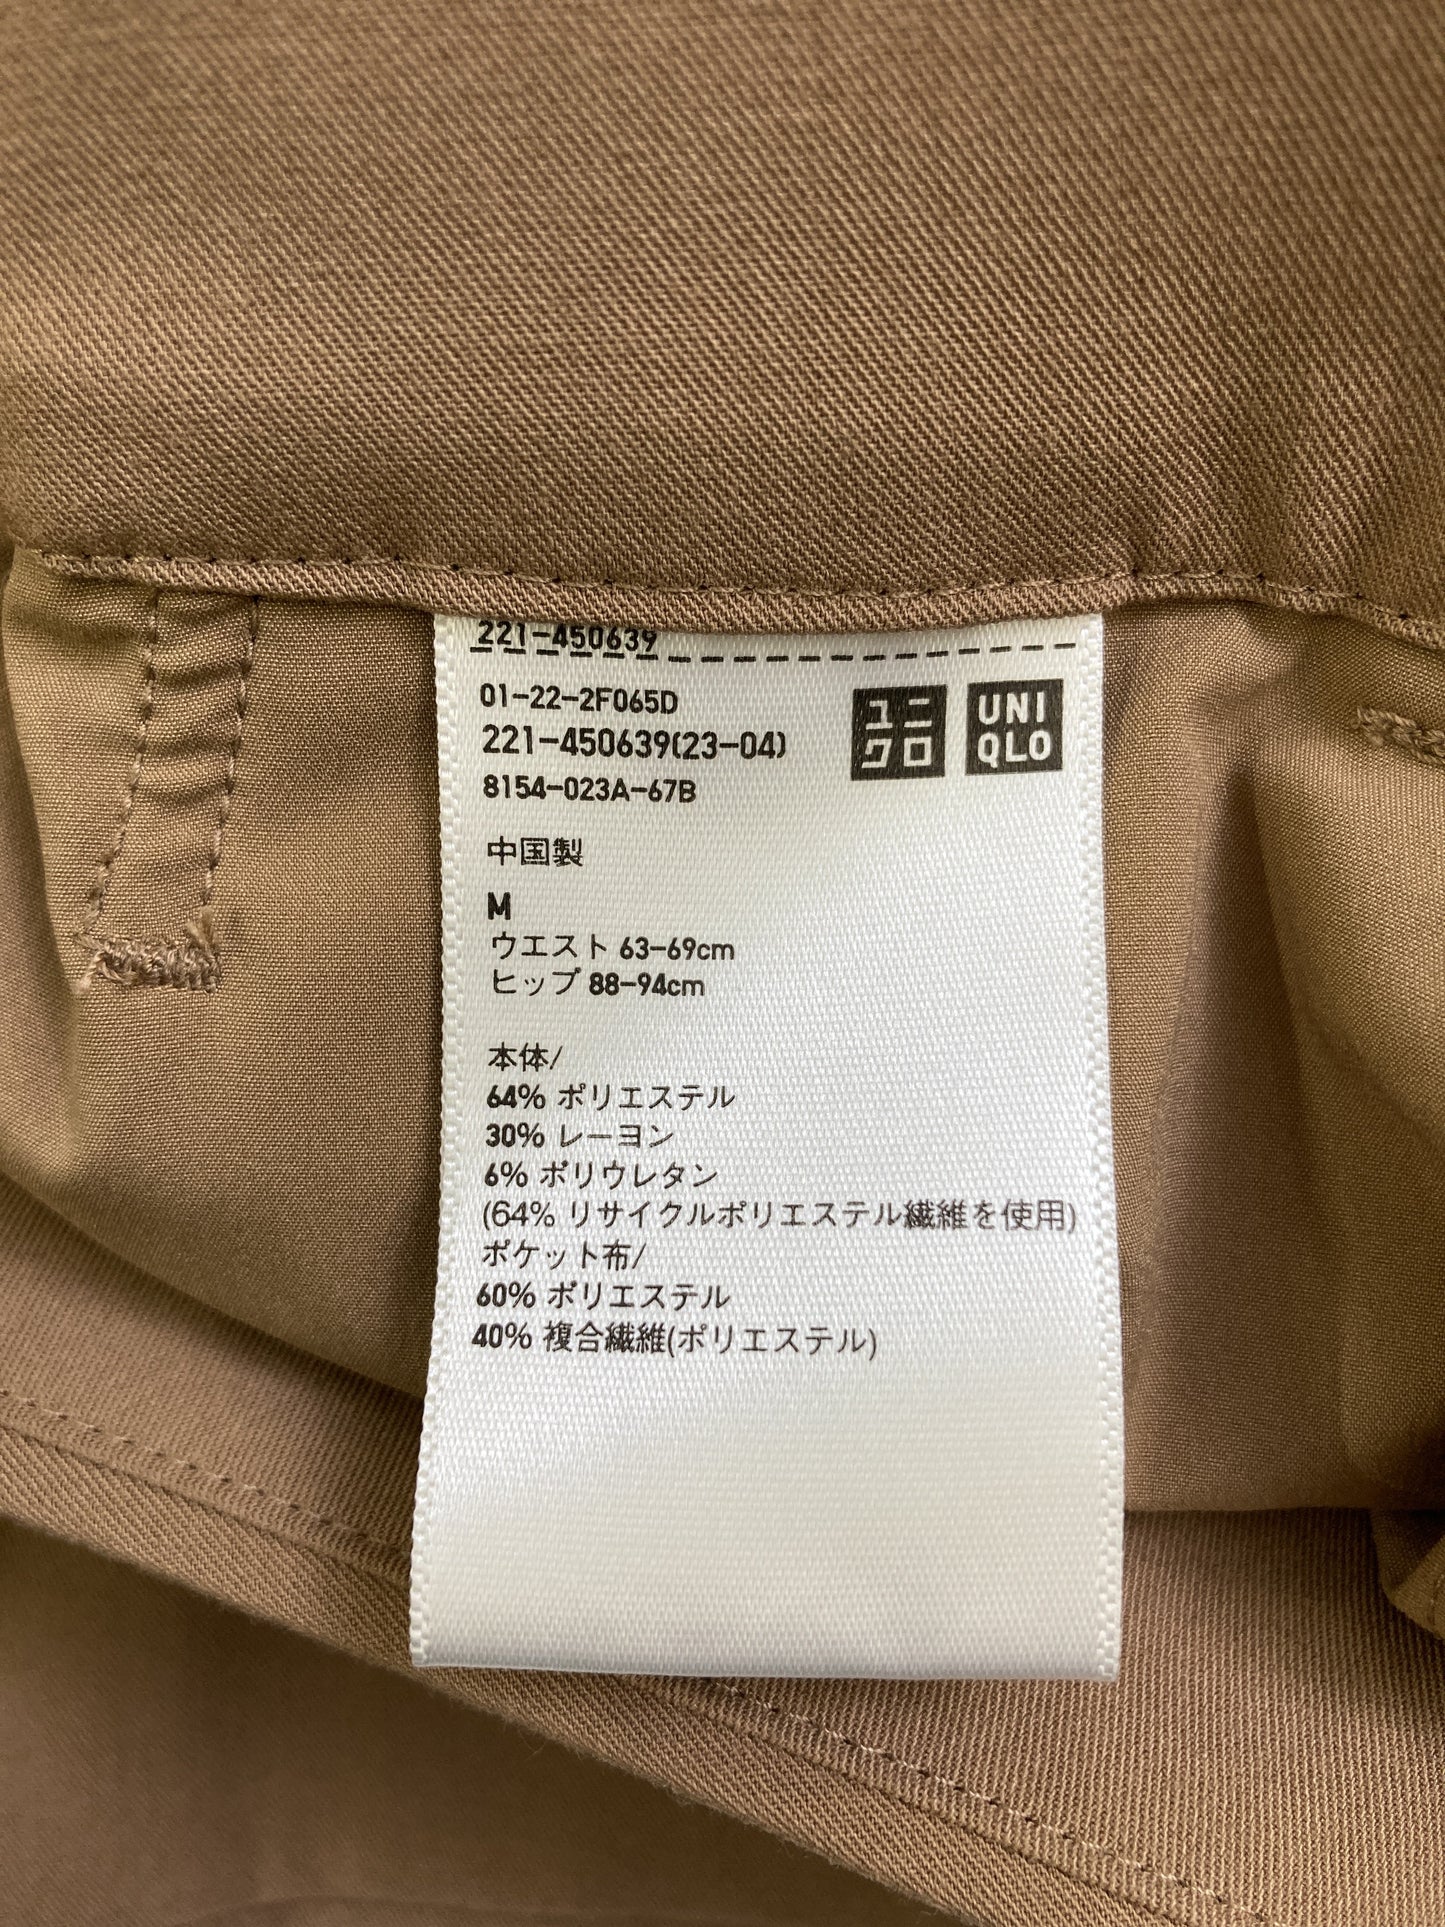 221-450639
01-22-2F065D
221-450639(23-04)
8154-023A-67B
ユニ
クロ
UNI
QLO
中国製
M
ウエスト 63-69cm
ヒップ 88-94cm
本体/
64% ポリエステル
30% レーヨン
6% ポリウレタン
(64% リサイクルポリエステル繊維を使用)
ポケット布/
60% ポリエステル
40% 複合繊維(ポリエステル)